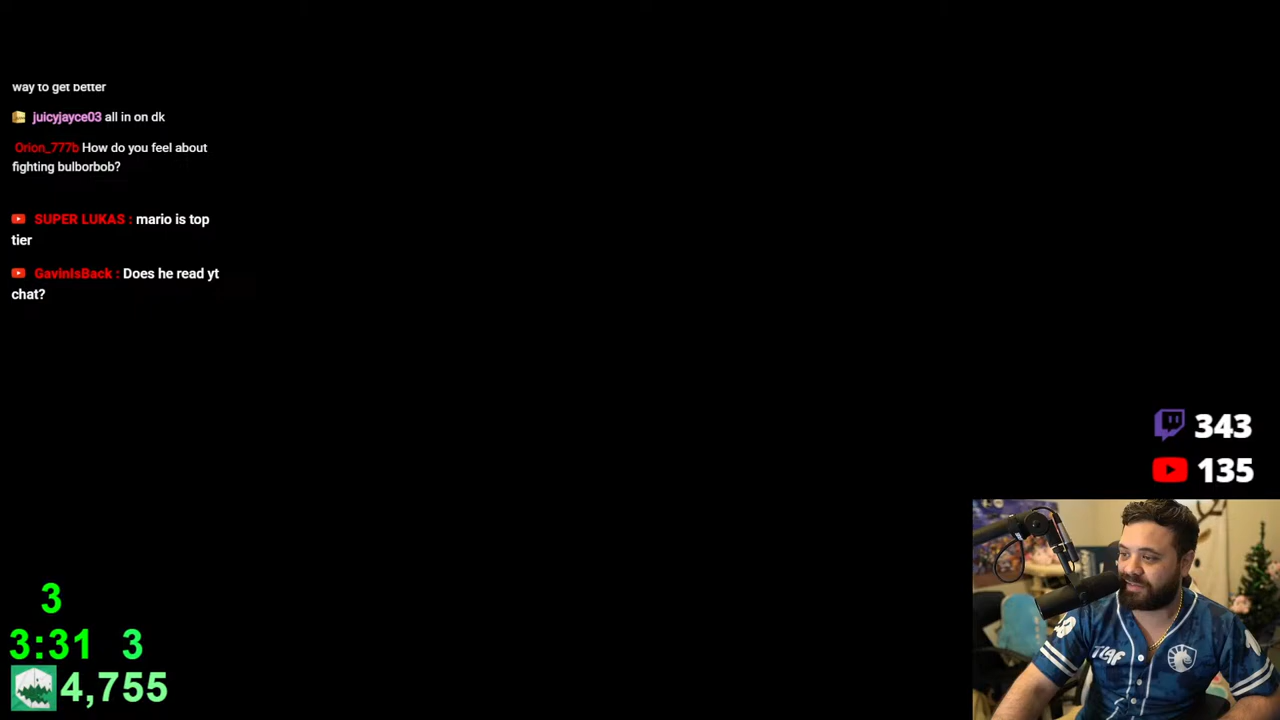 way to get better
juicyjayce03 all in on dk
Orion_777b How do you feel about
fighting bulborbob?
SUPER LUKAS : mario is top
tier
GavinIsBack : Does he read yt
chat?
343
135
3
3:31 3
4,755